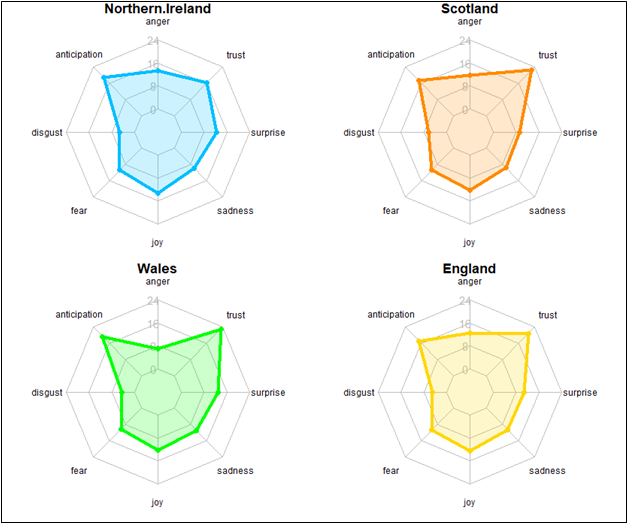 Northern.Ireland
anger
24
16
8
0
anticipation
trust
disgust
surprise
fear
sadness
joy
Scotland
anger
24
16
8
0
anticipation
trust
disgust
surprise
fear
sadness
joy
Wales
anger
24
16
8
0
anticipation
trust
disgust
surprise
fear
sadness
joy
England
anger
24
16
8
0
anticipation
trust
disgust
surprise
fear
sadness
joy